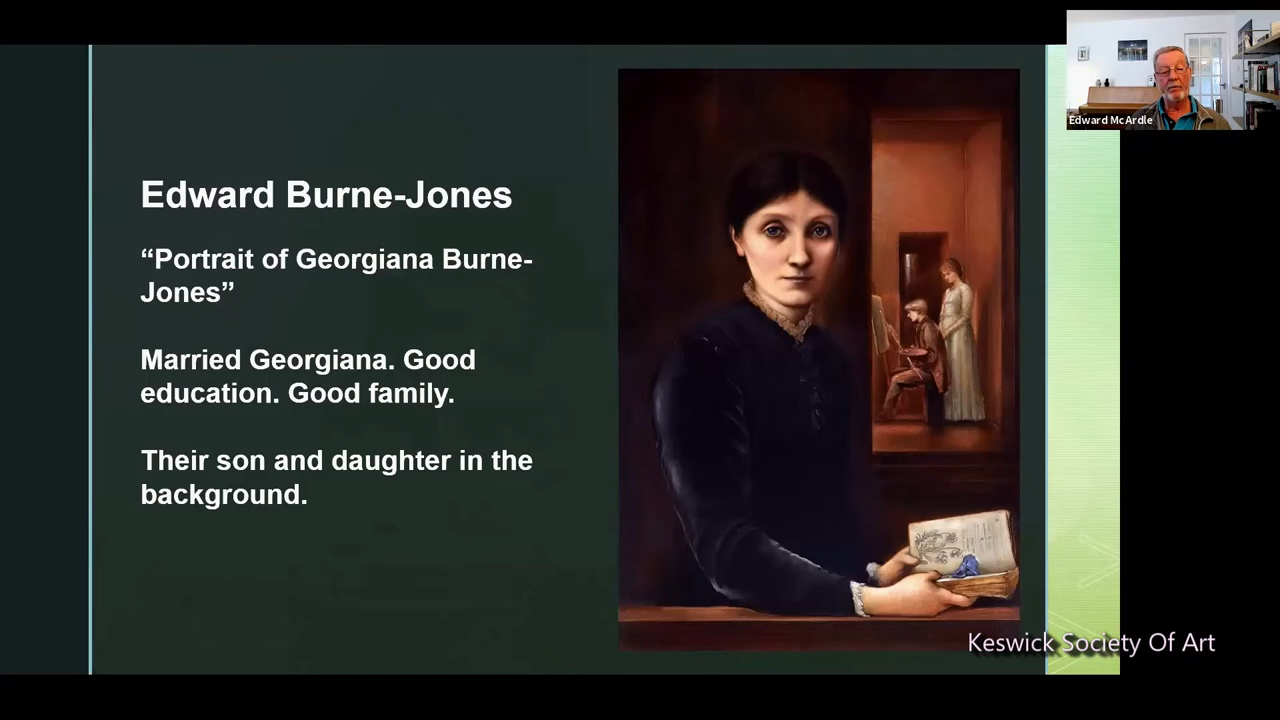 Edward McArdle
Edward Burne-Jones
“Portrait of Georgiana Burne-
Jones”
Married Georgiana. Good
education. Good family.
Their son and daughter in the
background.
Keswick Society Of Art